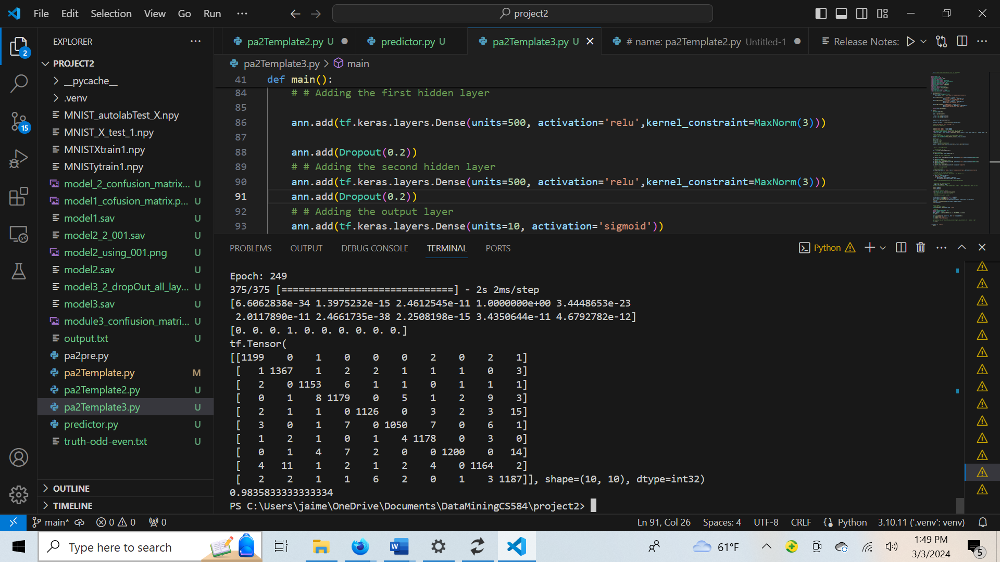 File Edit Selection View Go Run ··· project2
EXPLORER ···
PROJECT2
__pycache__
.venv
MNIST_autolabTest_X.npy
MNIST_X_test_1.npy
MNISTXtrain1.npy
MNISTytrain1.npy
model_2_confusion_matrix... U
model1_cofusion_matrix.p... U
model1.sav U
model2_2_001.sav U
model2_using_001.png U
model2.sav U
model3_2_dropOut_all_lay... U
model3.sav U
module3_confiusion_matri... U
output.txt U
pa2pre.py
pa2Template.py M
pa2Template2.py U
pa2Template3.py U
predictor.py U
truth-odd-even.txt U
OUTLINE
TIMELINE
2
15
pa2Template2.py U predictor.py U pa2Template3.py U # name: pa2Template2.py Untitled-1 Release Notes: ···
pa2Template3.py > main
41 def main():
84 # # Adding the first hidden layer
85
86 ann.add(tf.keras.layers.Dense(units=500, activation='relu',kernel_constraint=MaxNorm(3)))
87
88 ann.add(Dropout(0.2))
89 # # Adding the second hidden layer
90 ann.add(tf.keras.layers.Dense(units=500, activation='relu',kernel_constraint=MaxNorm(3)))
91 ann.add(Dropout(0.2))
92 # # Adding the output layer
93 ann.add(tf.keras.layers.Dense(units=10, activation='sigmoid'))
PROBLEMS OUTPUT DEBUG CONSOLE TERMINAL PORTS Python ···
Epoch: 249
375/375 [==============================] - 2s 2ms/step
[6.6062838e-34 1.3975232e-15 2.4612545e-11 1.0000000e+00 3.4448653e-23
2.0117890e-11 2.4661735e-38 2.2508198e-15 3.4350644e-11 4.6792782e-12]
[0. 0. 0. 1. 0. 0. 0. 0. 0. 0.]
tf.Tensor(
[[1199 0 1 0 0 0 2 0 2 1]
[ 1 1367 1 2 2 1 1 1 0 3]
[ 2 0 1153 6 1 1 0 1 1 1]
[ 0 1 8 1179 0 5 1 2 9 3]
[ 2 1 1 0 1126 0 3 2 3 15]
[ 3 0 1 7 0 1050 7 0 6 1]
[ 1 2 1 0 1 4 1178 0 3 0]
[ 0 1 4 7 2 0 0 1200 0 14]
[ 4 11 1 2 1 2 4 0 1164 2]
[ 2 2 1 1 6 2 0 1 3 1187]], shape=(10, 10), dtype=int32)
0.9835833333333334
PS C:\Users\jaime\OneDrive\Documents\DataMiningCS584\project2>
main* 0 0 0 Ln 91, Col 26 Spaces: 4 UTF-8 CRLF Python 3.10.11 ('.venv': venv)
Type here to search 61°F 1:49 PM
3/3/2024 5